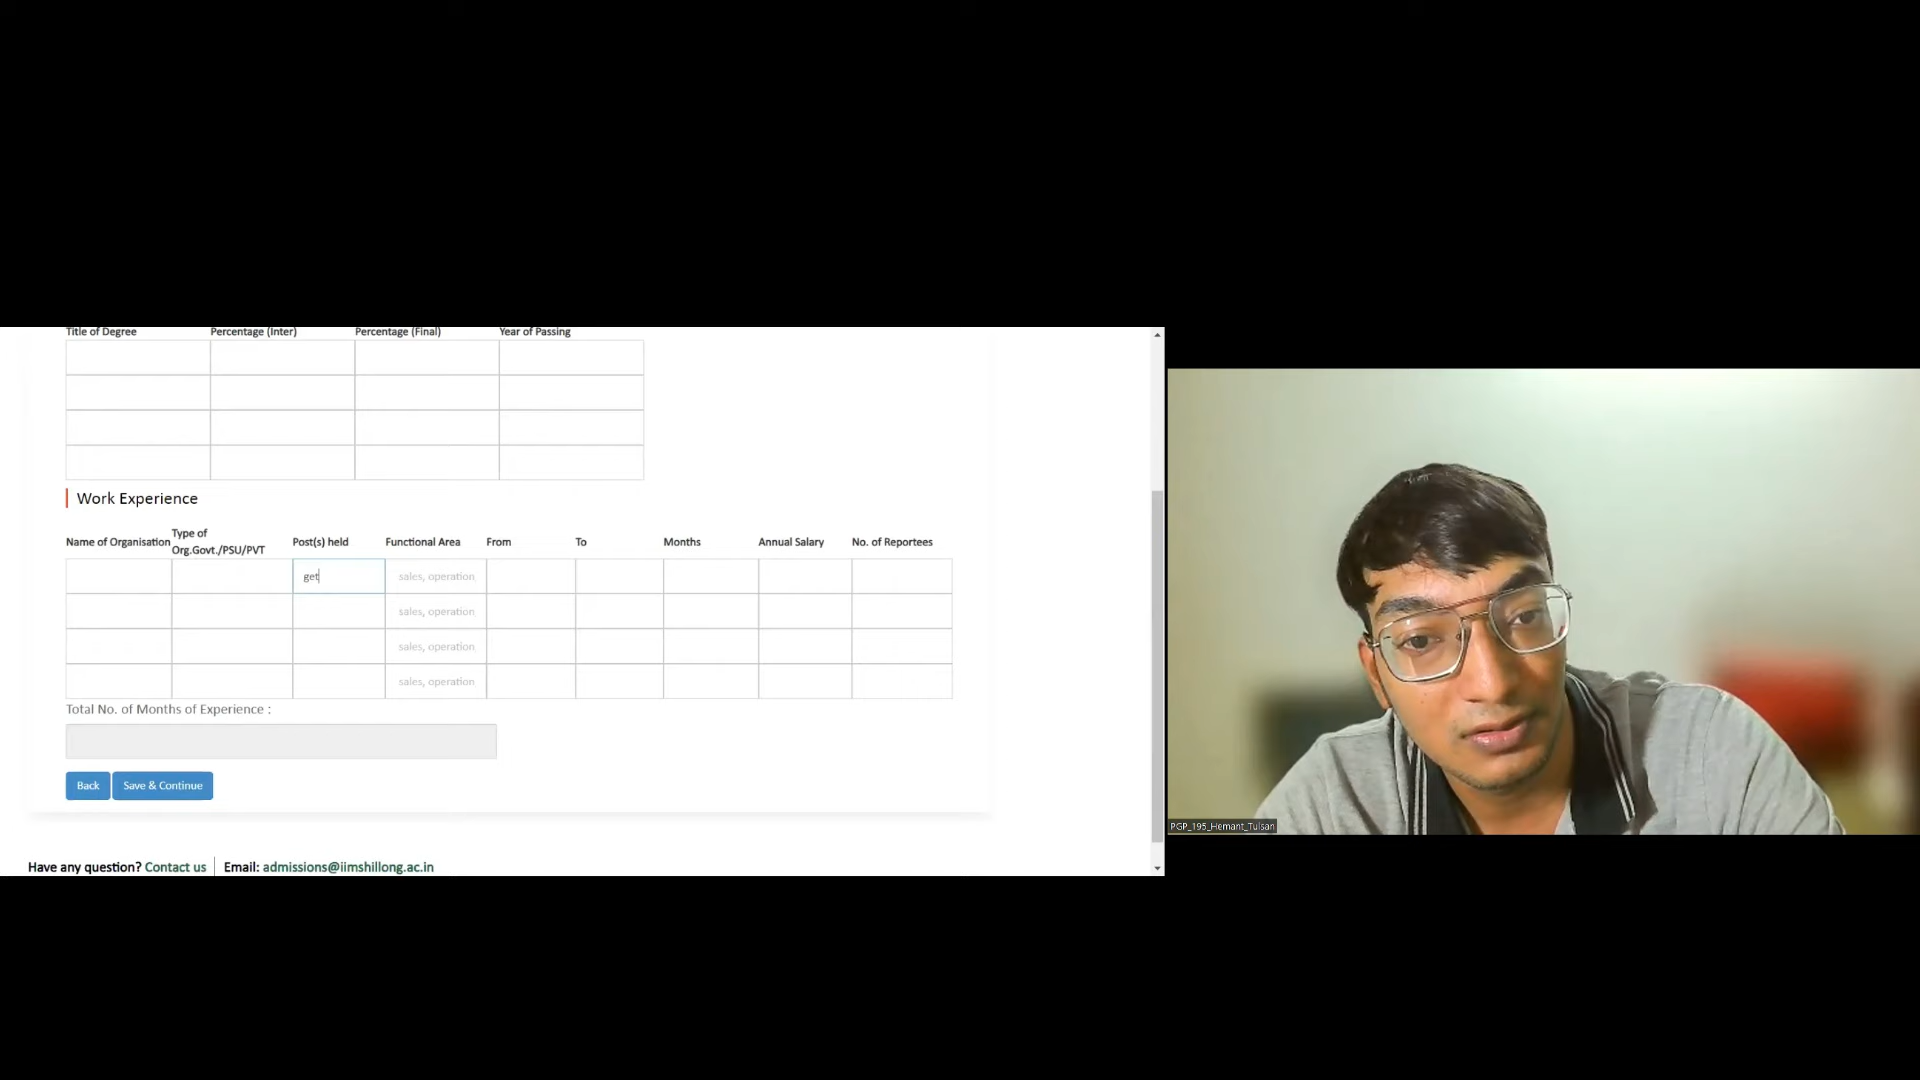 Title of Degree Percentage (Inter) Percentage (Final) Year of Passing
Work Experience
Name of Organisation Type of Org.Govt./PSU/PVT Post(s) held Functional Area From To Months Annual Salary No. of Reportees
get sales, operation
sales, operation
sales, operation
sales, operation
Total No. of Months of Experience :
Back Save & Continue
Have any question? Contact us Email: admissions@iimshillong.ac.in
PGP_195_Hemant_Tulsan